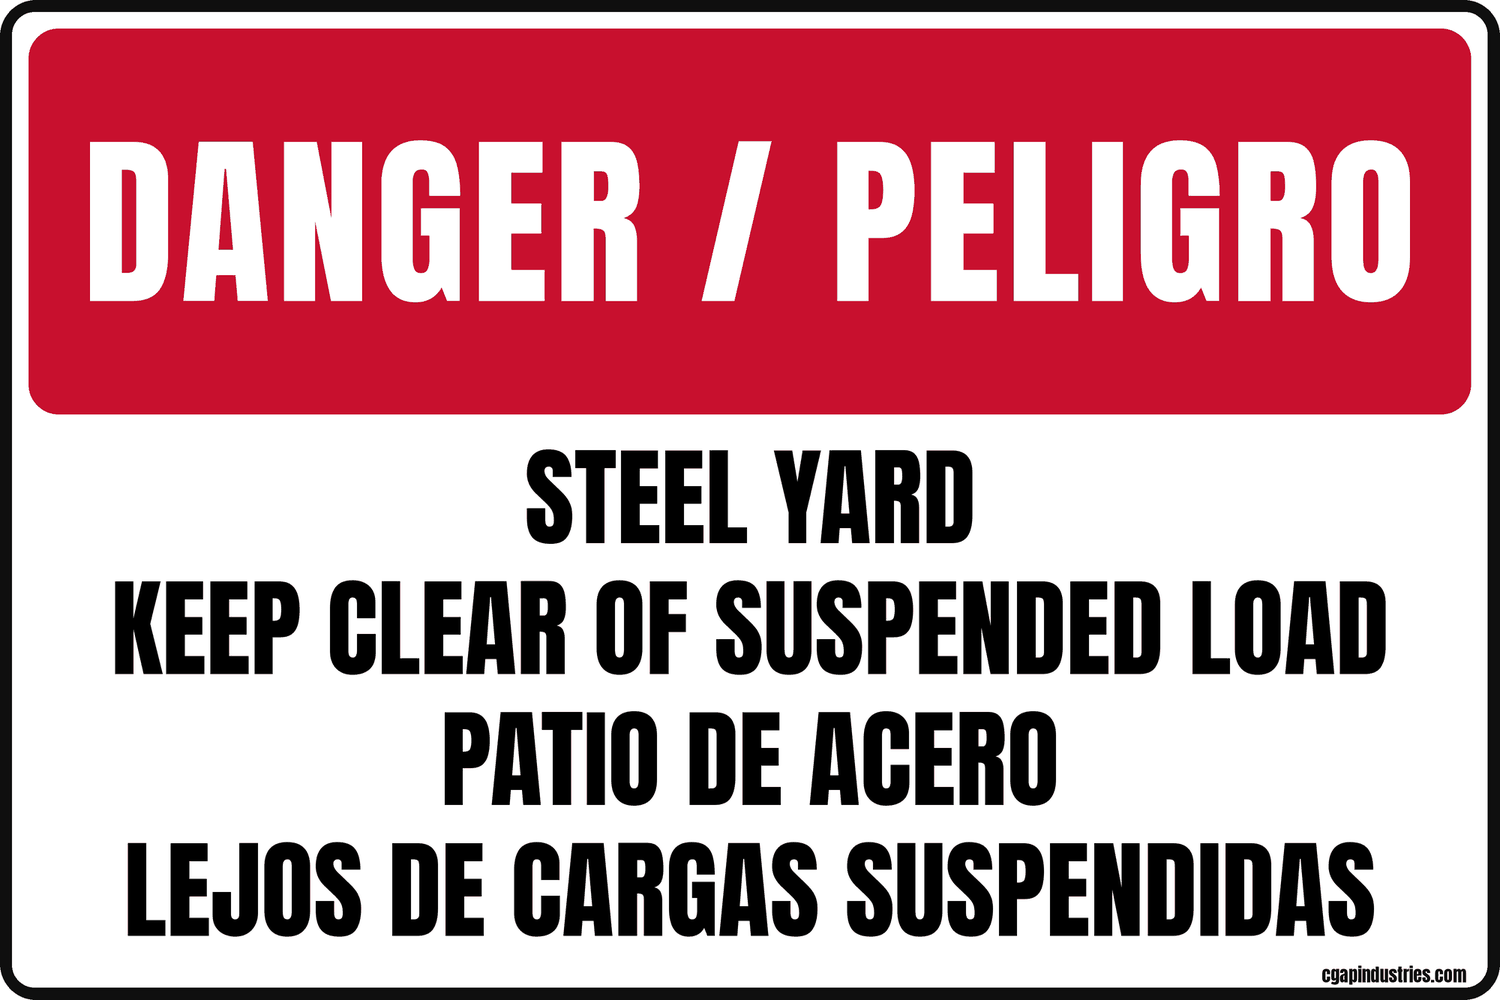 DANGER / PELIGRO
STEEL YARD
KEEP CLEAR OF SUSPENDED LOAD
PATIO DE ACERO
LEJOS DE CARGAS SUSPENDIDAS
cgapindustries.com